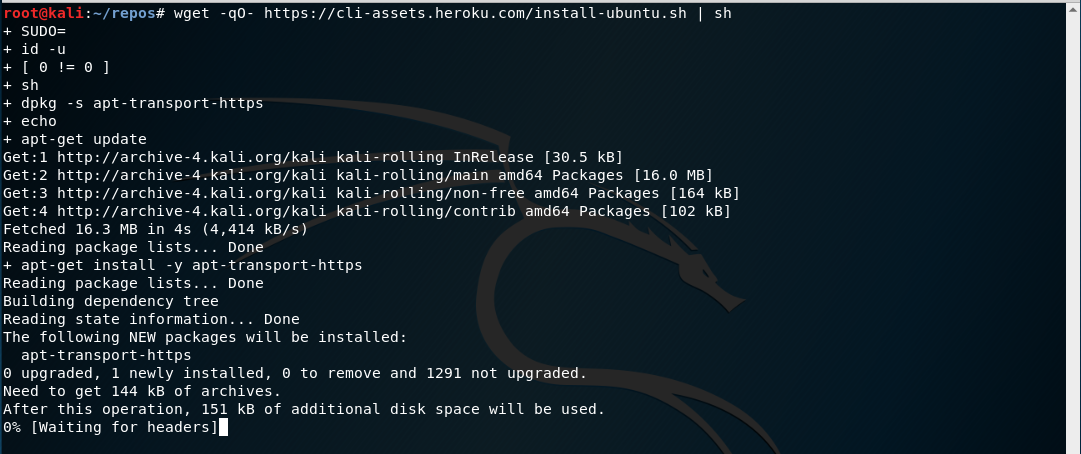 root@kali:~/repos# wget -qO- https://cli-assets.heroku.com/install-ubuntu.sh | sh
+ SUDO=
+ id -u
+ [ 0 != 0 ]
+ sh
+ dpkg -s apt-transport-https
+ echo
+ apt-get update
Get:1 http://archive-4.kali.org/kali kali-rolling InRelease [30.5 kB]
Get:2 http://archive-4.kali.org/kali kali-rolling/main amd64 Packages [16.0 MB]
Get:3 http://archive-4.kali.org/kali kali-rolling/non-free amd64 Packages [164 kB]
Get:4 http://archive-4.kali.org/kali kali-rolling/contrib amd64 Packages [102 kB]
Fetched 16.3 MB in 4s (4,414 kB/s)
Reading package lists... Done
+ apt-get install -y apt-transport-https
Reading package lists... Done
Building dependency tree
Reading state information... Done
The following NEW packages will be installed:
  apt-transport-https
0 upgraded, 1 newly installed, 0 to remove and 1291 not upgraded.
Need to get 144 kB of archives.
After this operation, 151 kB of additional disk space will be used.
0% [Waiting for headers]